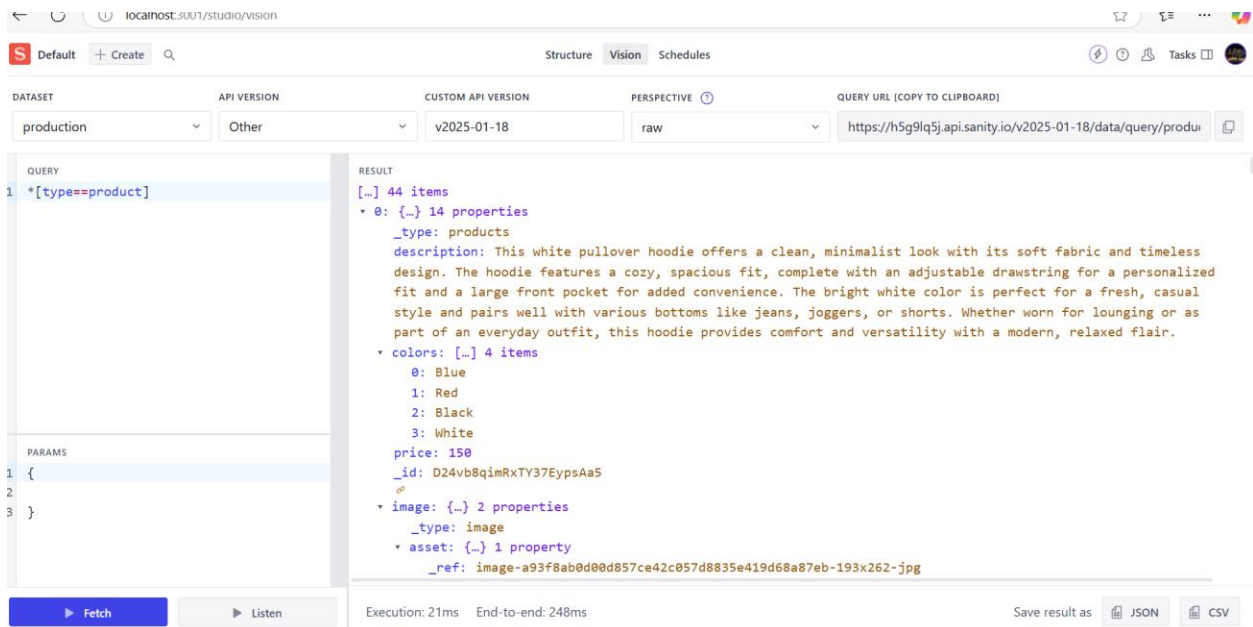 localhost:3001/studio/vision
S Default + Create Structure Vision Schedules Tasks
DATASET API VERSION CUSTOM API VERSION PERSPECTIVE QUERY URL [COPY TO CLIPBOARD]
production Other v2025-01-18 raw https://h5g9lq5j.api.sanity.io/v2025-01-18/data/query/produ
QUERY
1 *[type==product]
PARAMS
1 {
2
3 }
Fetch Listen
RESULT
[…] 44 items
0: {…} 14 properties
_type: products
description: This white pullover hoodie offers a clean, minimalist look with its soft fabric and timeless
design. The hoodie features a cozy, spacious fit, complete with an adjustable drawstring for a personalized
fit and a large front pocket for added convenience. The bright white color is perfect for a fresh, casual
style and pairs well with various bottoms like jeans, joggers, or shorts. Whether worn for lounging or as
part of an everyday outfit, this hoodie provides comfort and versatility with a modern, relaxed flair.
colors: […] 4 items
0: Blue
1: Red
2: Black
3: White
price: 150
_id: D24vb8qimRxTY37EypsAa5
image: {…} 2 properties
_type: image
asset: {…} 1 property
_ref: image-a93f8ab0d00d857ce42c057d8835e419d68a87eb-193x262-jpg
Execution: 21ms End-to-end: 248ms Save result as JSON CSV